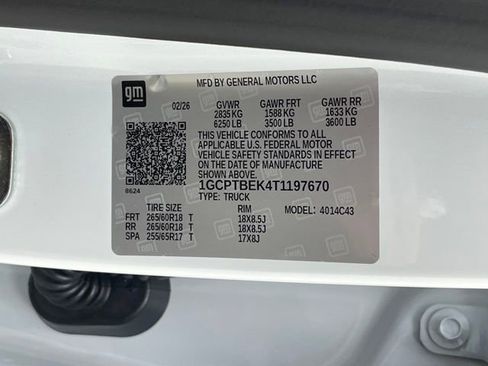 gm
MFD BY GENERAL MOTORS LLC
02/26 GVWR GAWR FRT GAWR RR
2835 KG 1588 KG 1633 KG
6250 LB 3500 LB 3600 LB
THIS VEHICLE CONFORMS TO ALL
APPLICABLE U.S. FEDERAL MOTOR
VEHICLE SAFETY STANDARDS IN EFFECT
ON THE DATE OF MANUFACTURE
SHOWN ABOVE.
8624 1GCPTBEK4T1197670
TYPE: TRUCK MODEL: 4014C43
TIRE SIZE RIM
FRT 265/60R18 T 18X8.5J
RR 265/60R18 T 18X8.5J
SPA 255/65R17 T 17X8J